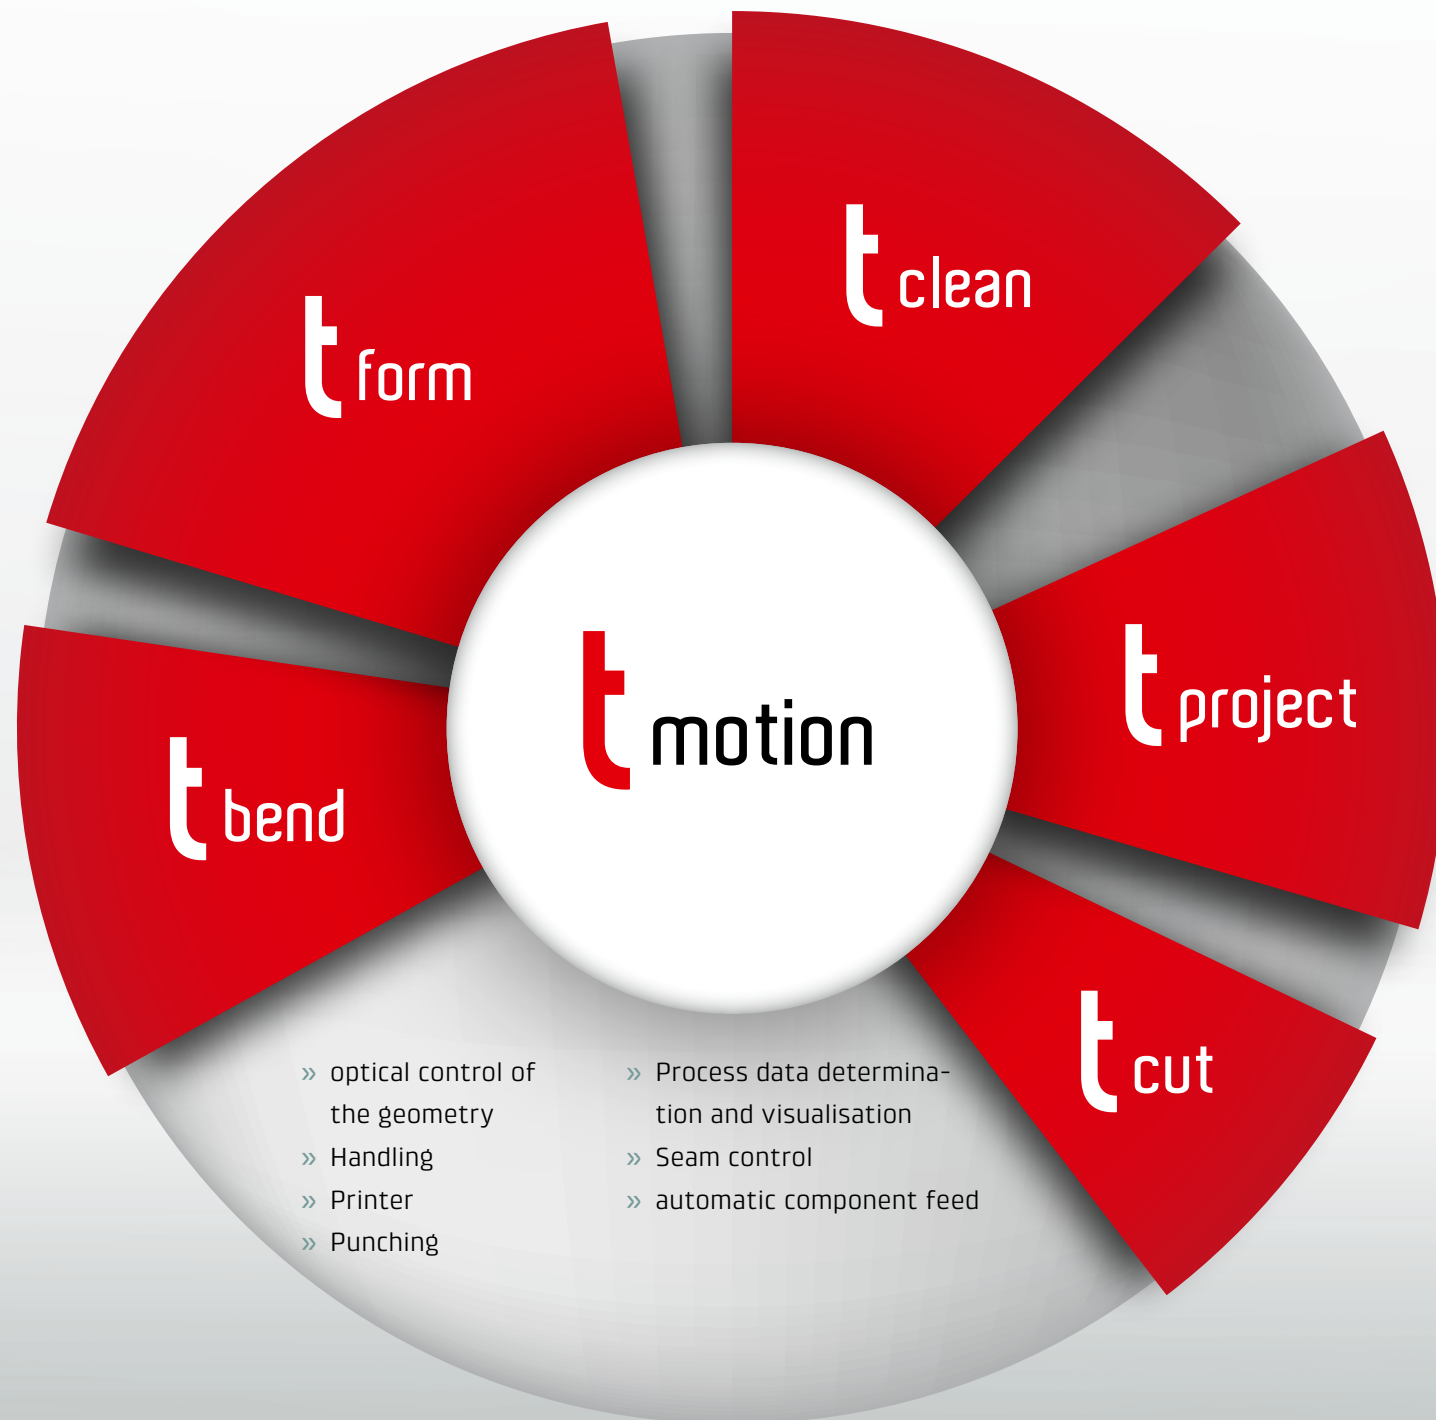 t clean
t form
t project
t motion
t bend
t cut
» optical control of
the geometry
» Handling
» Printer
» Punching
» Process data determina-
tion and visualisation
» Seam control
» automatic component feed